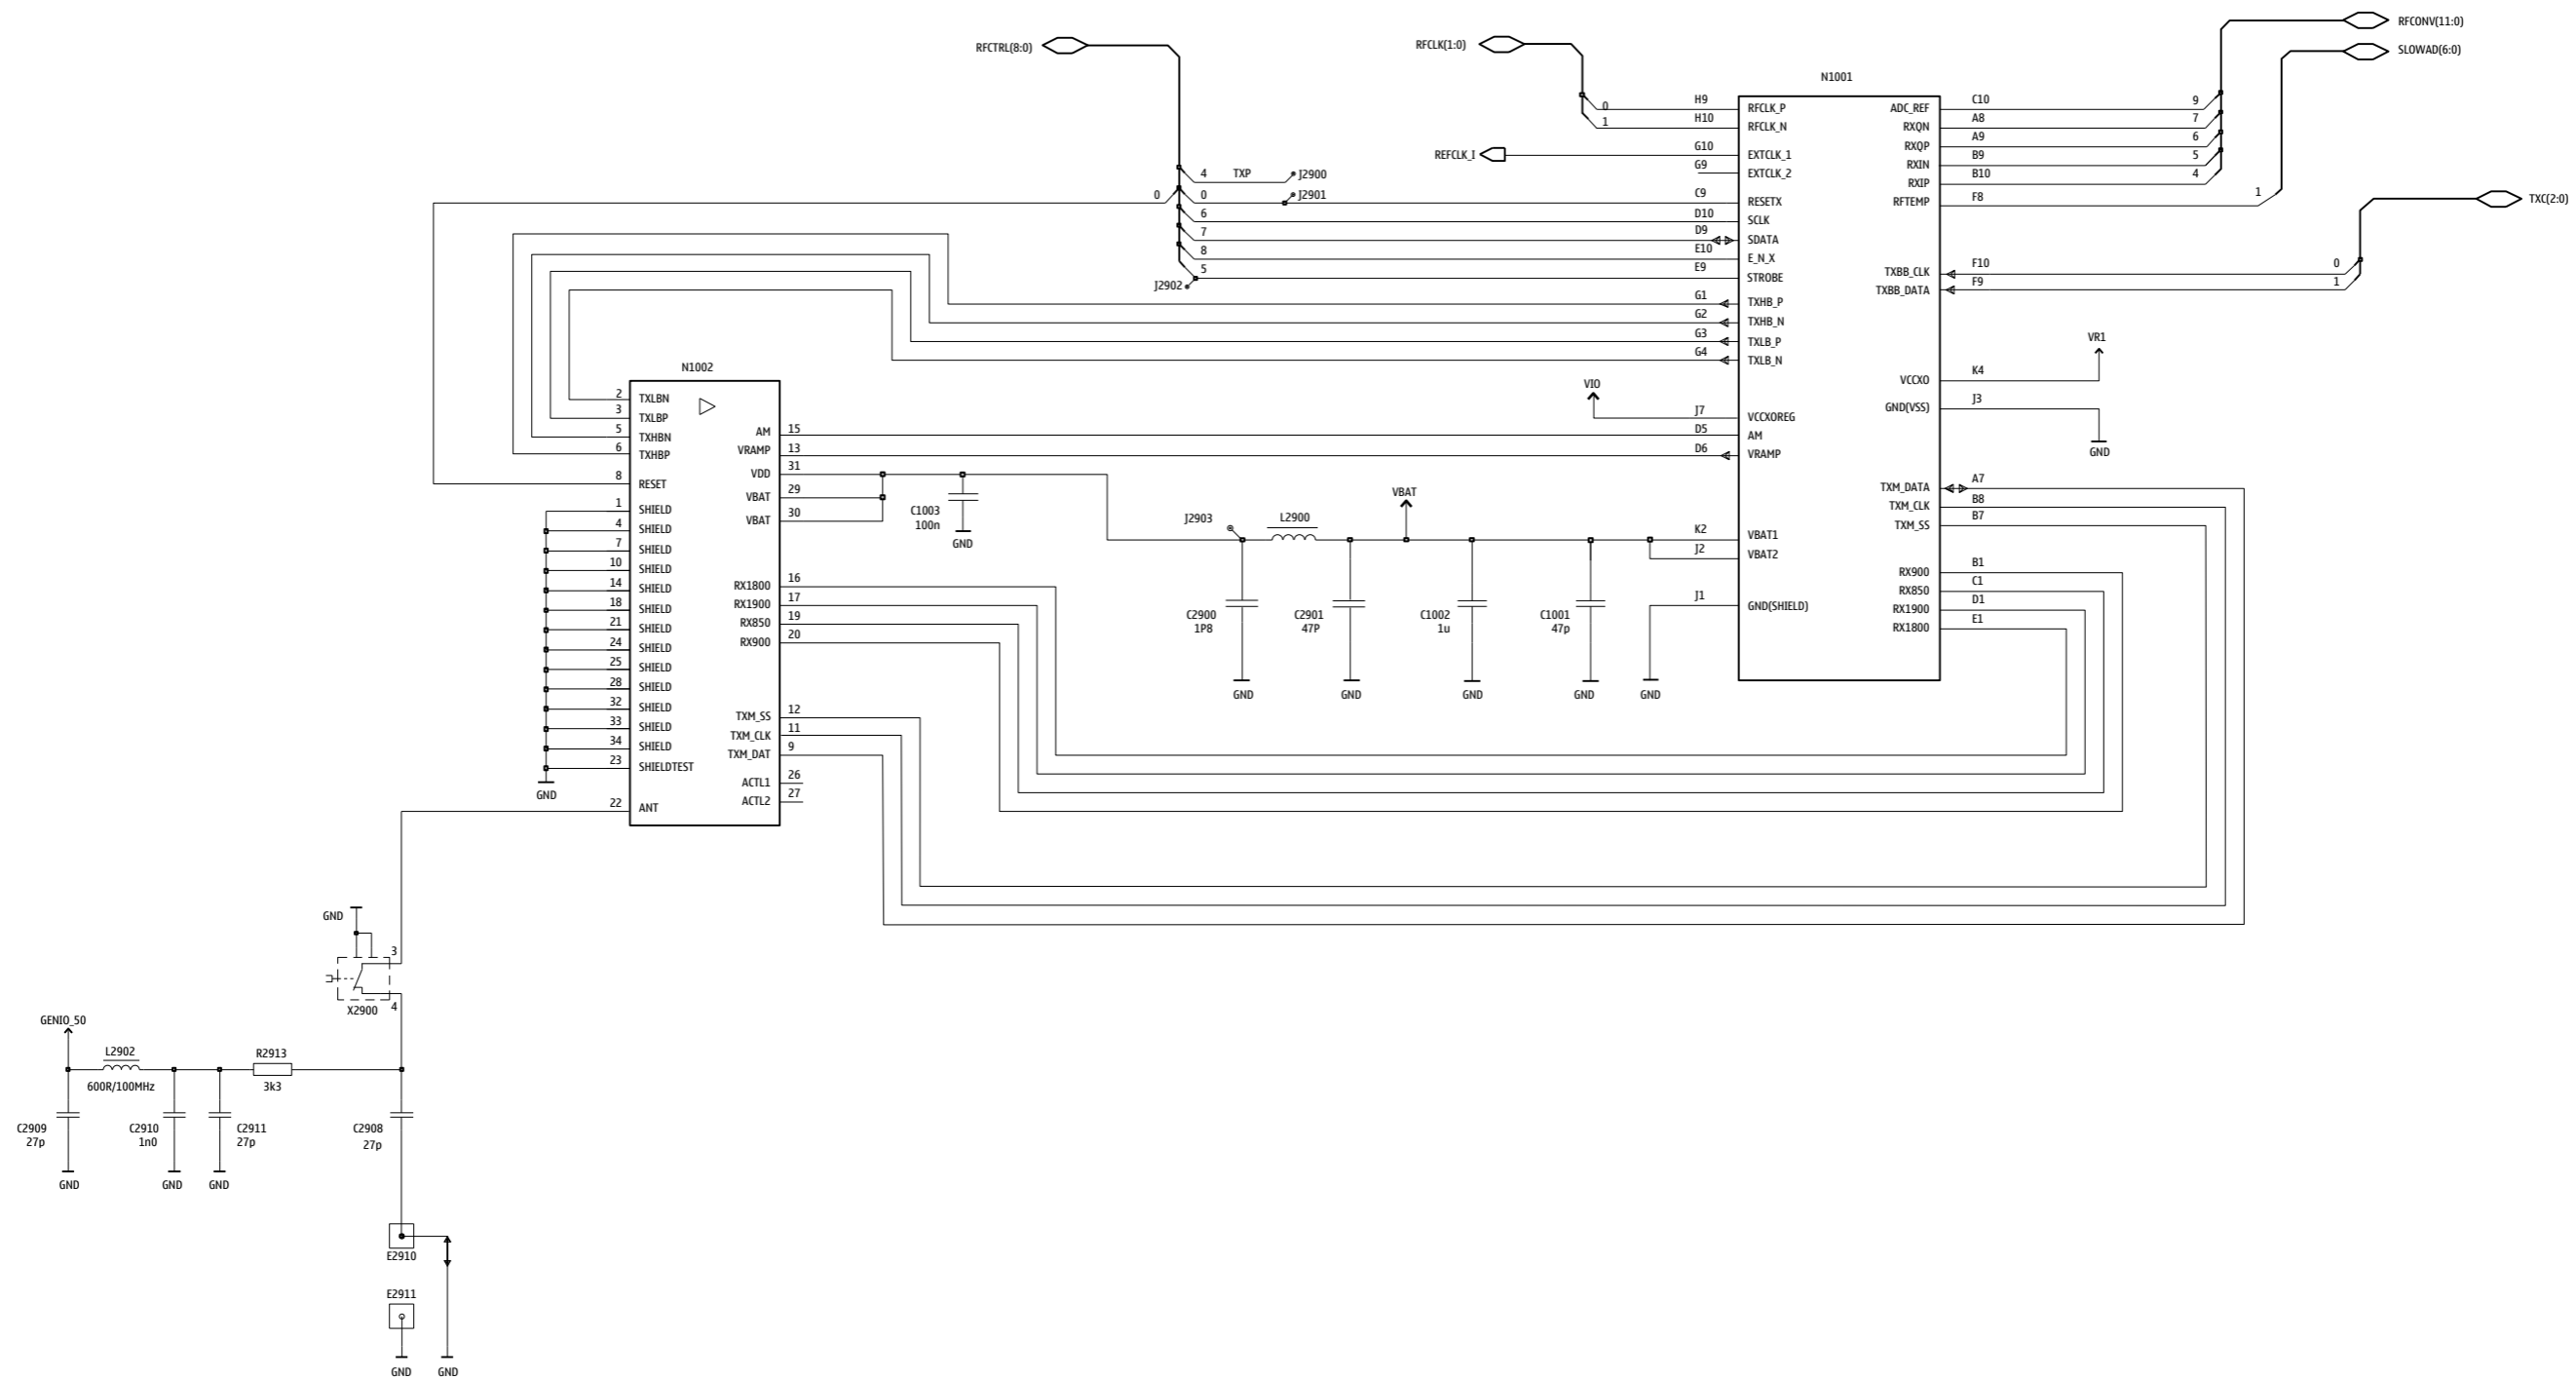 RFCONV(11:0)
RFCTRL(8:0)
RFCLK(1:0)
SLOWAD(6:0)
N1001
H9 RFCLK_P ADC_REF C10 9
0
H10 RFCLK_N RXQN A8 7
1
RXQP A9 6
REFCLK_I G10 EXTCLK_1 RXIN B9 5
G9 EXTCLK_2 RXIP B10 4
4 TXP J2900
0 0 J2901 C9 RESETX RFTEMP F8 1
TXC(2:0)
6 D10 SCLK
7 D9 SDATA
8 E10 E_N_X
5 E9 STROBE TXBB_CLK F10 0
J2902
TXBB_DATA F9 1
G1 TXHB_P
G2 TXHB_N
G3 TXLB_P
G4 TXLB_N
VR1
N1002
VCCXO K4
VIO
GND(VSS) J3
2 TXLBN
3 TXLBP
J7 VCCXOREG
5 TXHBN AM 15 D5 AM
6 TXHBP VRAMP 13 D6 VRAMP
GND
VDD 31
8 RESET
VBAT 29
TXM_DATA A7
1 SHIELD VBAT 30
TXM_CLK B8
4 SHIELD
TXM_SS B7
C1003
100n
GND
J2903 L2900 VBAT
K2 VBAT1
J2 VBAT2
7 SHIELD
10 SHIELD
14 SHIELD
18 SHIELD
21 SHIELD
24 SHIELD
25 SHIELD
28 SHIELD
32 SHIELD
33 SHIELD
34 SHIELD
23 SHIELDTEST
GND
22 ANT
RX1800 16
RX1900 17
RX850 19
RX900 20
RX900 B1
RX850 C1
RX1900 D1
RX1800 E1
J1 GND(SHIELD)
C2900
1P8
C2901
47P
C1002
1u
C1001
47p
GND GND GND GND GND
TXM_SS 12
TXM_CLK 11
TXM_DAT 9
ACTL1 26
ACTL2 27
GND
3
4
X2900
GENIO_50
L2902
600R/100MHz
R2913
3k3
C2909
27p
C2910
1n0
C2911
27p
C2908
27p
GND GND GND
E2910
E2911
GND GND